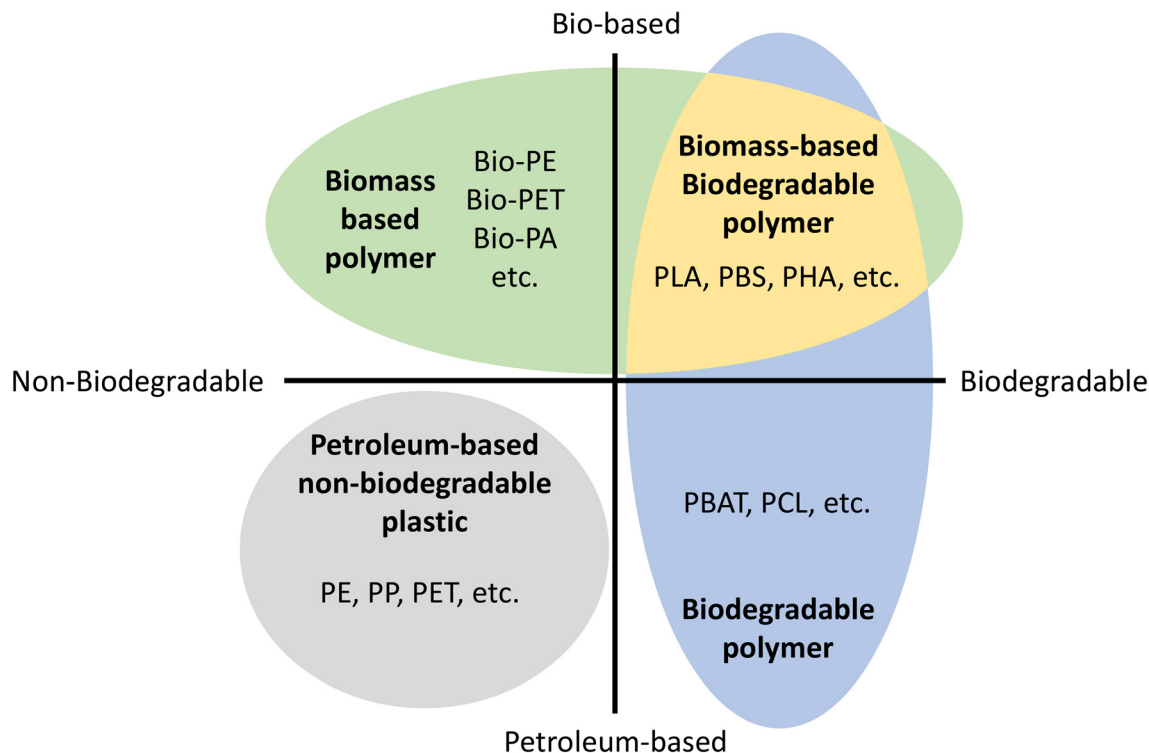 Bio-based
Biomass
based
polymer
Bio-PE
Bio-PET
Bio-PA
etc.
Biomass-based
Biodegradable
polymer
PLA, PBS, PHA, etc.
Non-Biodegradable
Biodegradable
Petroleum-based
non-biodegradable
plastic
PE, PP, PET, etc.
PBAT, PCL, etc.
Biodegradable
polymer
Petroleum-based